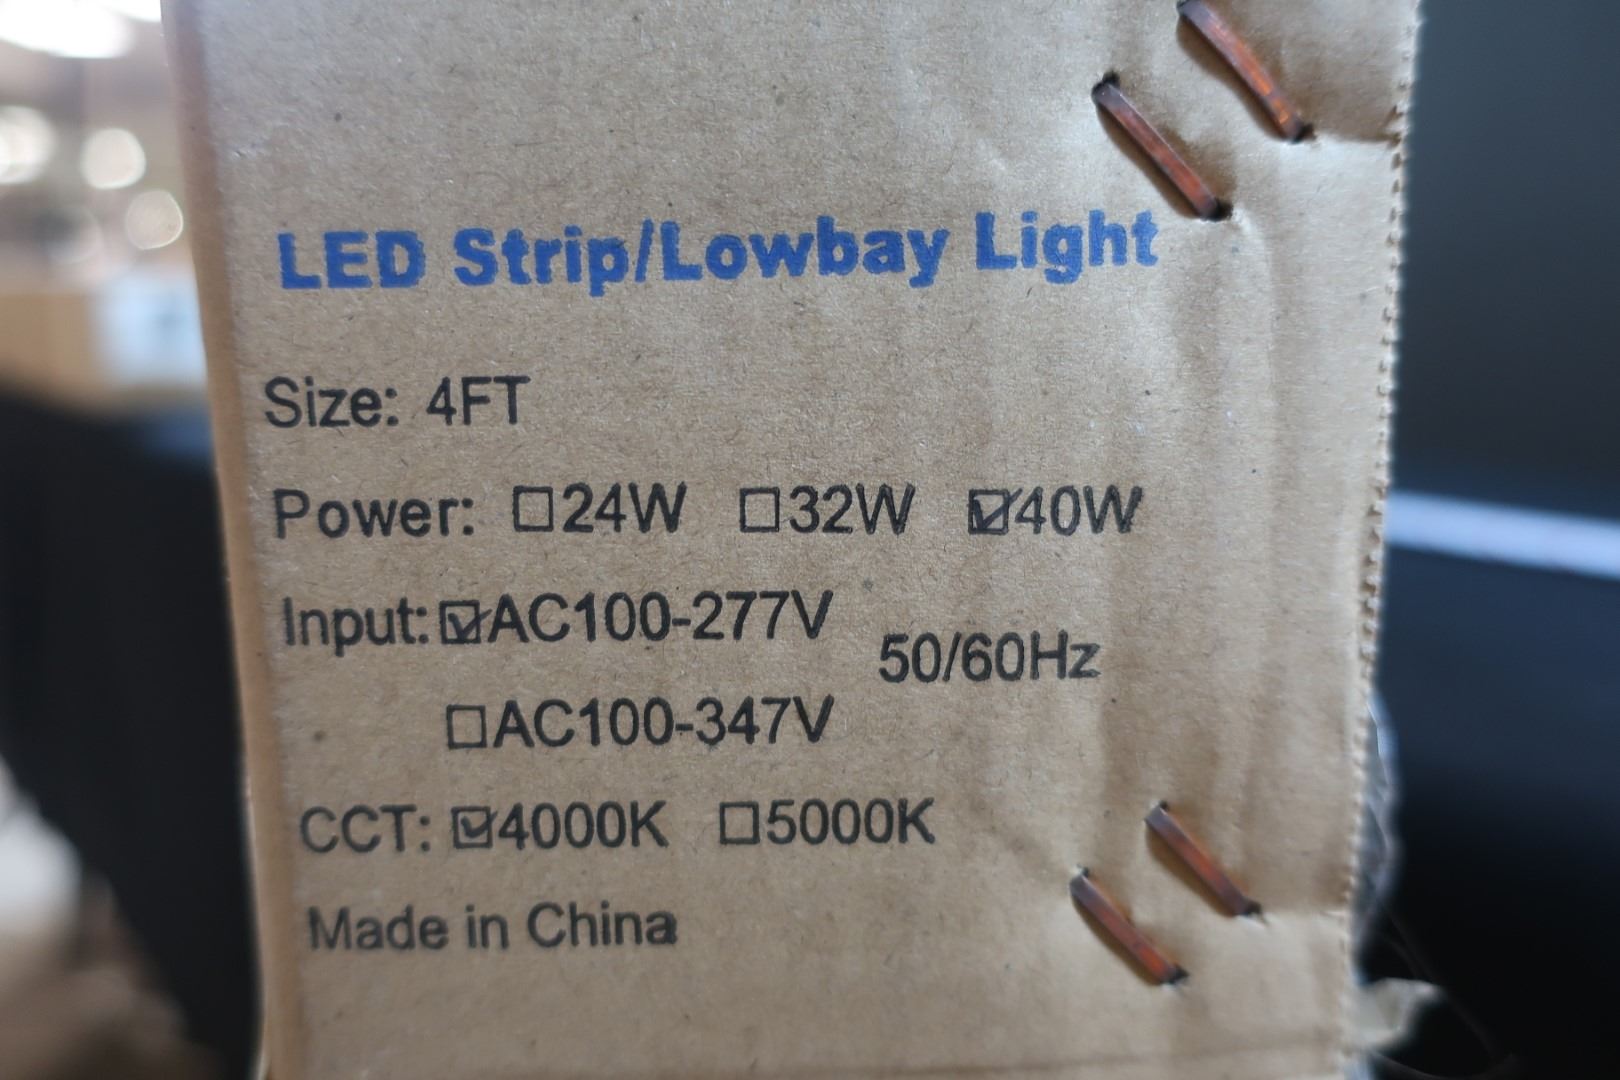 LED Strip/Lowbay Light
Size: 4FT
Power: ☐24W ☐32W ☑40W
Input: ☑AC100-277V 50/60Hz
☐AC100-347V
CCT: ☑4000K ☐5000K
Made in China